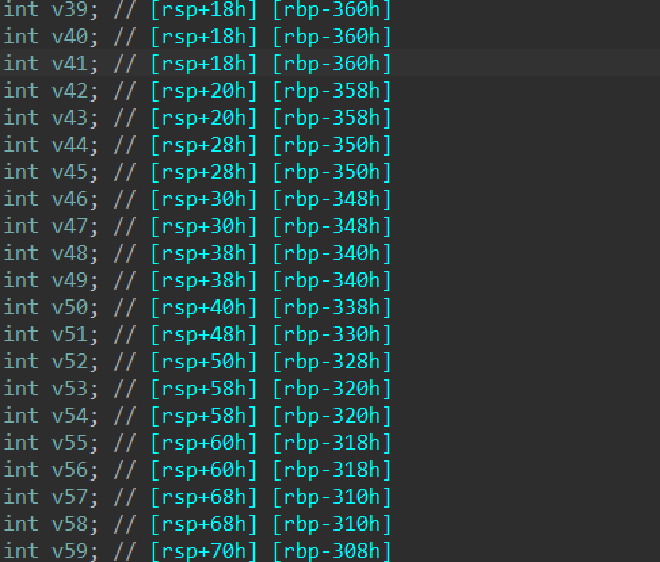 int v39; // [rsp+18h] [rbp-360h]
int v40; // [rsp+18h] [rbp-360h]
int v41; // [rsp+18h] [rbp-360h]
int v42; // [rsp+20h] [rbp-358h]
int v43; // [rsp+20h] [rbp-358h]
int v44; // [rsp+28h] [rbp-350h]
int v45; // [rsp+28h] [rbp-350h]
int v46; // [rsp+30h] [rbp-348h]
int v47; // [rsp+30h] [rbp-348h]
int v48; // [rsp+38h] [rbp-340h]
int v49; // [rsp+38h] [rbp-340h]
int v50; // [rsp+40h] [rbp-338h]
int v51; // [rsp+48h] [rbp-330h]
int v52; // [rsp+50h] [rbp-328h]
int v53; // [rsp+58h] [rbp-320h]
int v54; // [rsp+58h] [rbp-320h]
int v55; // [rsp+60h] [rbp-318h]
int v56; // [rsp+60h] [rbp-318h]
int v57; // [rsp+68h] [rbp-310h]
int v58; // [rsp+68h] [rbp-310h]
int v59; // [rsp+70h] [rbp-308h]